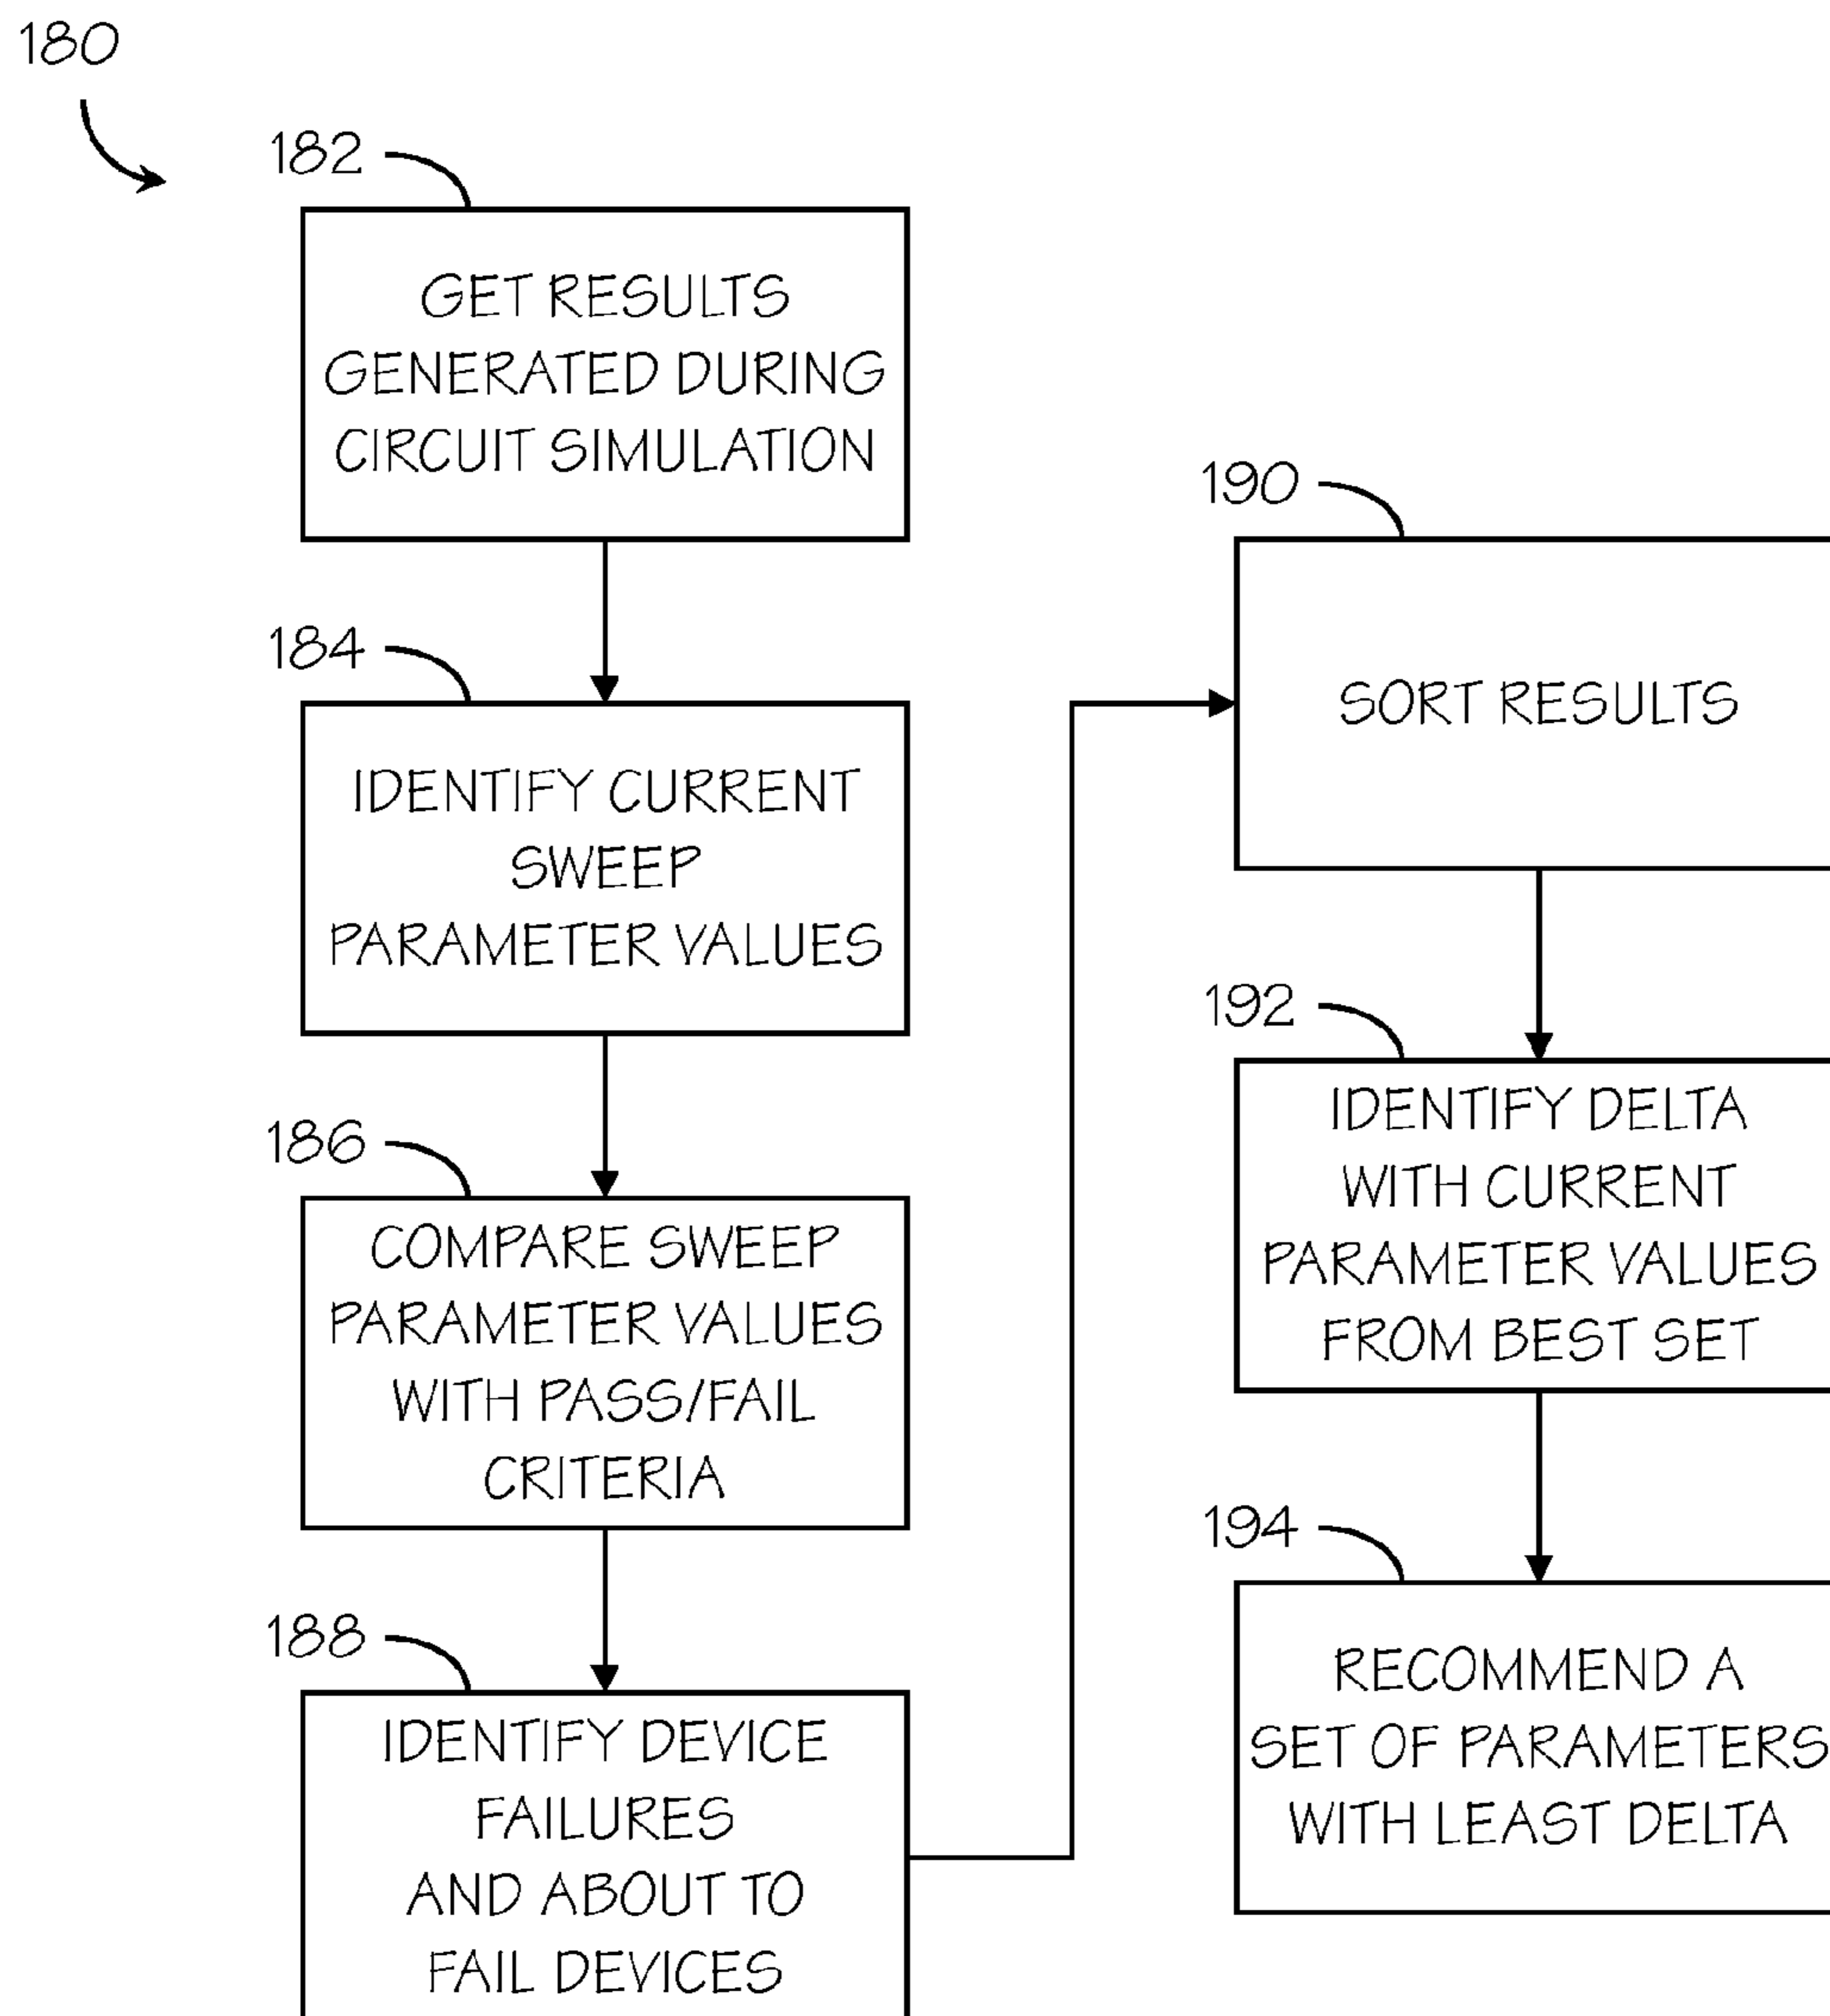 180
182
GET RESULTS
GENERATED DURING
CIRCUIT SIMULATION
184
IDENTIFY CURRENT
SWEEP
PARAMETER VALUES
186
COMPARE SWEEP
PARAMETER VALUES
WITH PASS/FAIL
CRITERIA
188
IDENTIFY DEVICE
FAILURES
AND ABOUT TO
FAIL DEVICES
190
SORT RESULTS
192
IDENTIFY DELTA
WITH CURRENT
PARAMETER VALUES
FROM BEST SET
194
RECOMMEND A
SET OF PARAMETERS
WITH LEAST DELTA